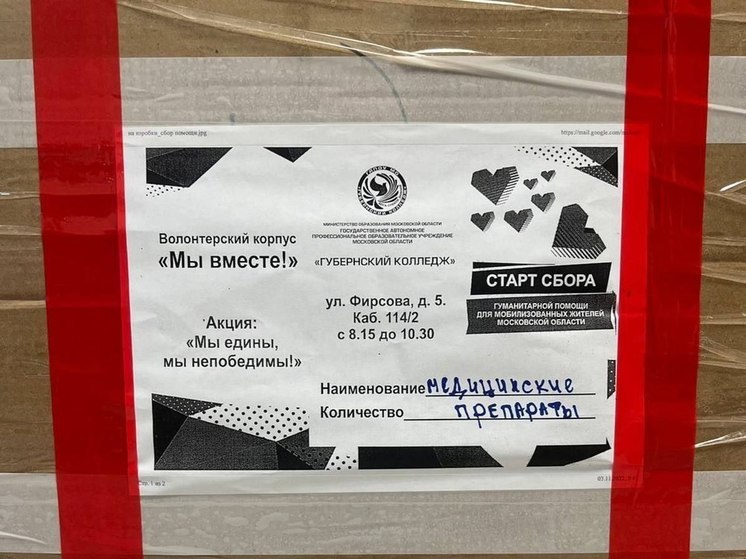 на коробки_сбор помощи.jpg
https://mail.google.com/
МИНИСТЕРСТВО ОБРАЗОВАНИЯ МОСКОВСКОЙ ОБЛАСТИ
ГОСУДАРСТВЕННОЕ АВТОНОМНОЕ
ПРОФЕССИОНАЛЬНОЕ ОБРАЗОВАТЕЛЬНОЕ УЧРЕЖДЕНИЕ
МОСКОВСКОЙ ОБЛАСТИ
«ГУБЕРНСКИЙ КОЛЛЕДЖ»
Волонтерский корпус
«Мы вместе!»
СТАРТ СБОРА
ГУМАНИТАРНОЙ ПОМОЩИ
ДЛЯ МОБИЛИЗОВАННЫХ ЖИТЕЛЕЙ
МОСКОВСКОЙ ОБЛАСТИ
ул. Фирсова, д. 5.
Каб. 114/2
с 8.15 до 10.30
Акция:
«Мы едины,
мы непобедимы!»
Наименование МЕДИЦИНСКИЕ
Количество ПРЕПАРАТЫ
Стр. 1 из 2
03.11.2022,